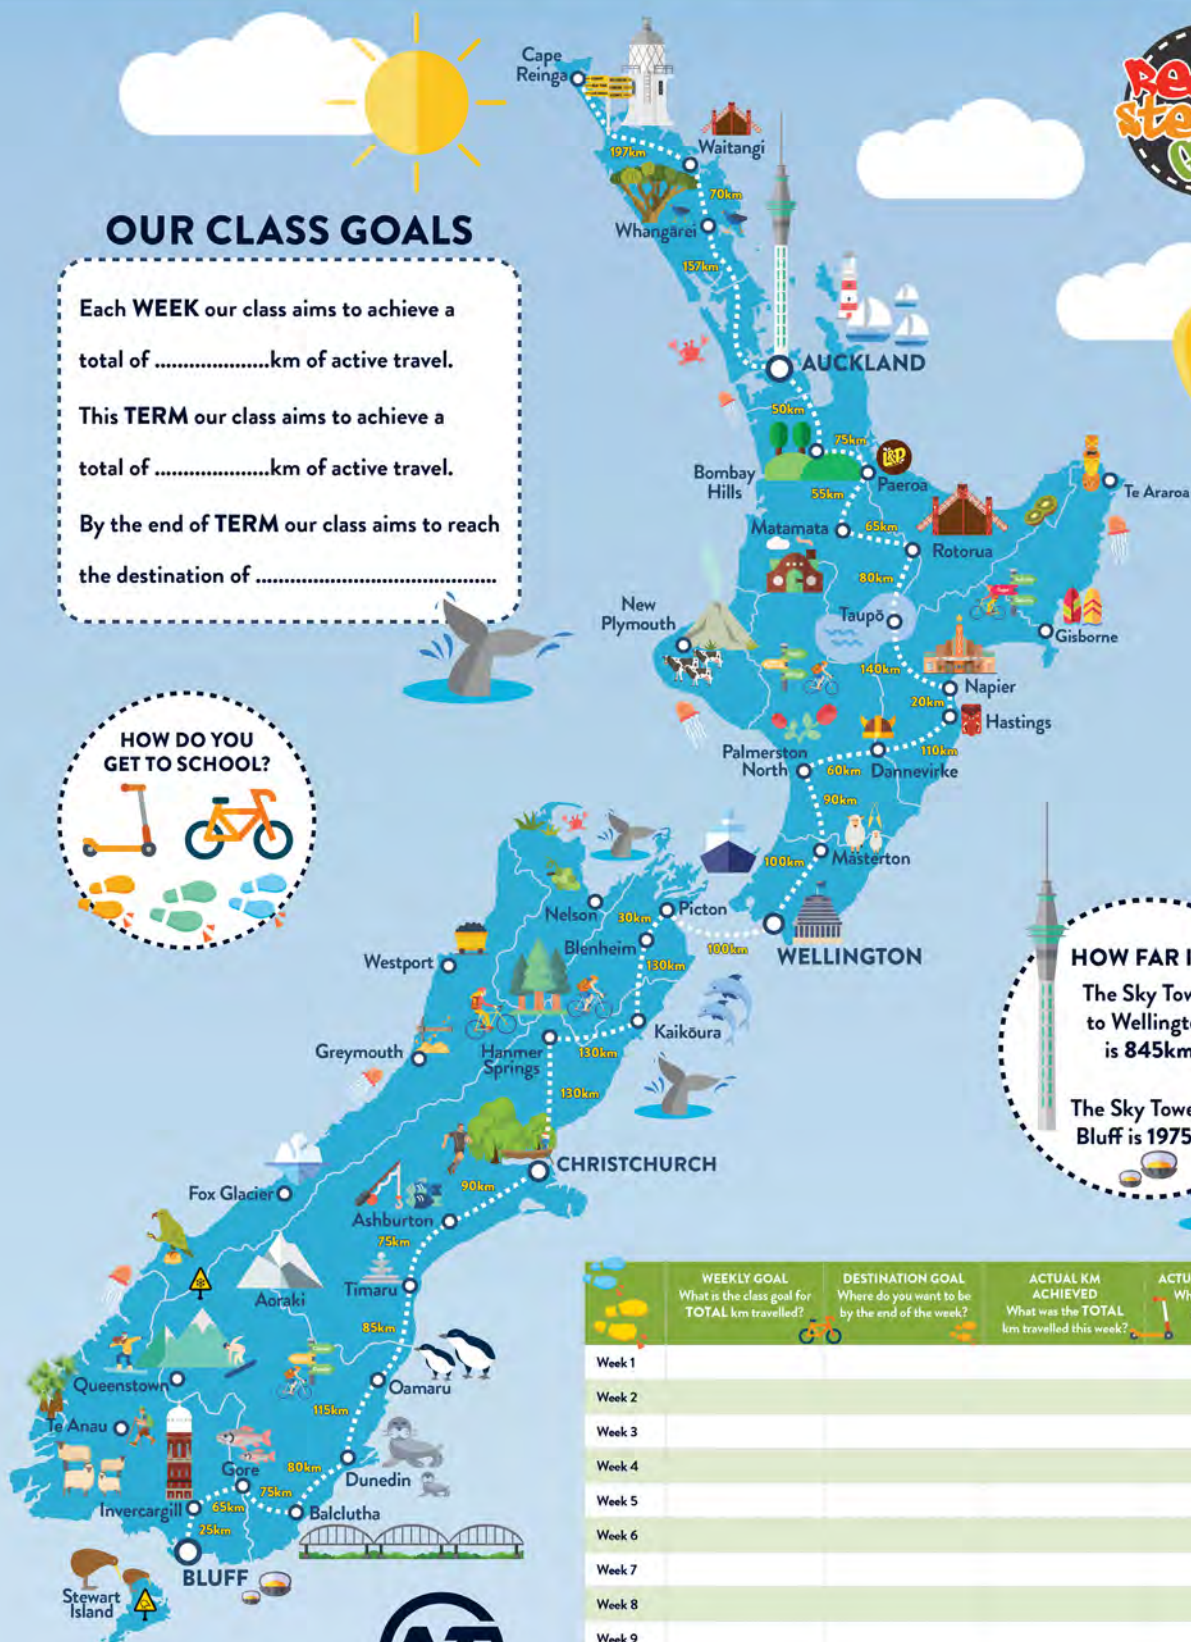 Cape
Reinga
Waitangi
197km
70km
Whangārei
157km
OUR CLASS GOALS
Each WEEK our class aims to achieve a
total of ....................km of active travel.
This TERM our class aims to achieve a
total of ....................km of active travel.
By the end of TERM our class aims to reach
the destination of ..........................................
AUCKLAND
50km
75km
L&P
Bombay
Hills
Paeroa
55km
Te Araroa
Matamata
65km
Rotorua
80km
New
Plymouth
Taupō
Gisborne
140km
Napier
20km
Hastings
Palmerston
North
110km
60km
Dannevirke
90km
100km
Masterton
HOW DO YOU
GET TO SCHOOL?
Nelson
30km
Picton
Blenheim
100km
WELLINGTON
Westport
130km
Kaikōura
Greymouth
Hanmer
Springs
130km
130km
CHRISTCHURCH
90km
Fox Glacier
Ashburton
75km
Aoraki
Timaru
85km
Queenstown
Oamaru
115km
Te Anau
80km
Dunedin
Gore
75km
Invercargill
65km
Balclutha
25km
BLUFF
Stewart
Island
HOW FAR
The Sky
to
is 845km
The Sky
Bluff is 1975
WEEKLY GOAL
What is the class goal for
TOTAL km travelled?
DESTINATION GOAL
Where do you want to be
by the end of the week?
ACTUAL KM
ACHIEVED
What was the TOTAL
km travelled this week?
Week 1
Week 2
Week 3
Week 4
Week 5
Week 6
Week 7
Week 8
Week 9
AT